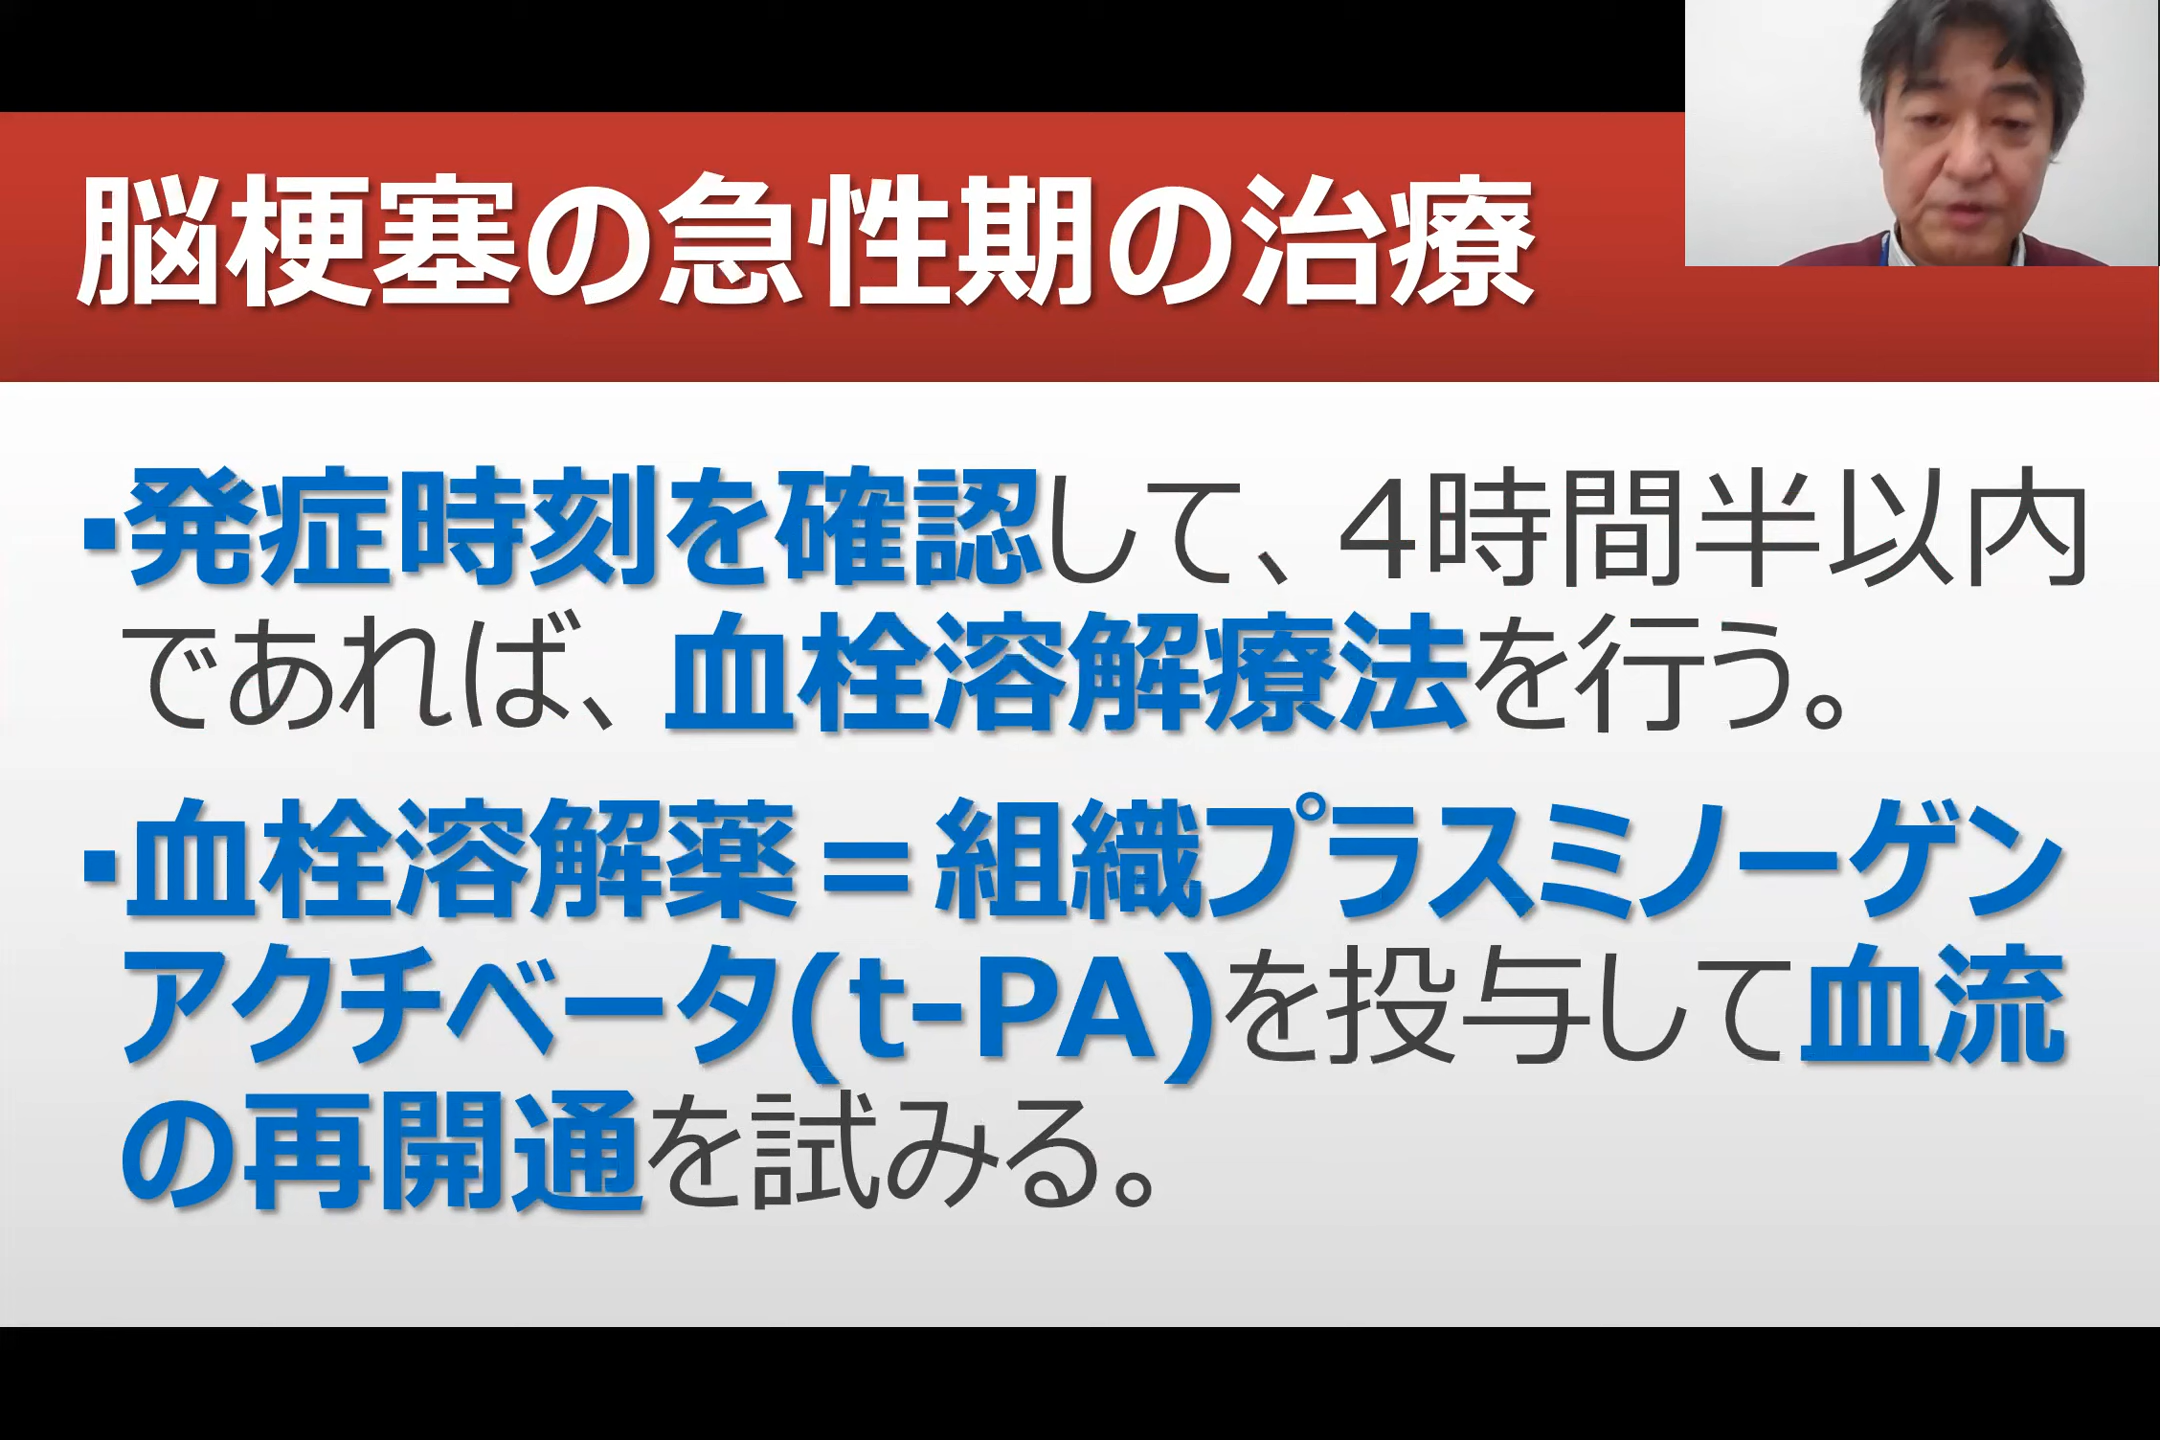 脳梗塞の急性期の治療
▪発症時刻を確認して、4時間半以内
であれば、血栓溶解療法を行う。
▪血栓溶解薬＝組織プラスミノーゲン
アクチベータ(t-PA)を投与して血流
の再開通を試みる。